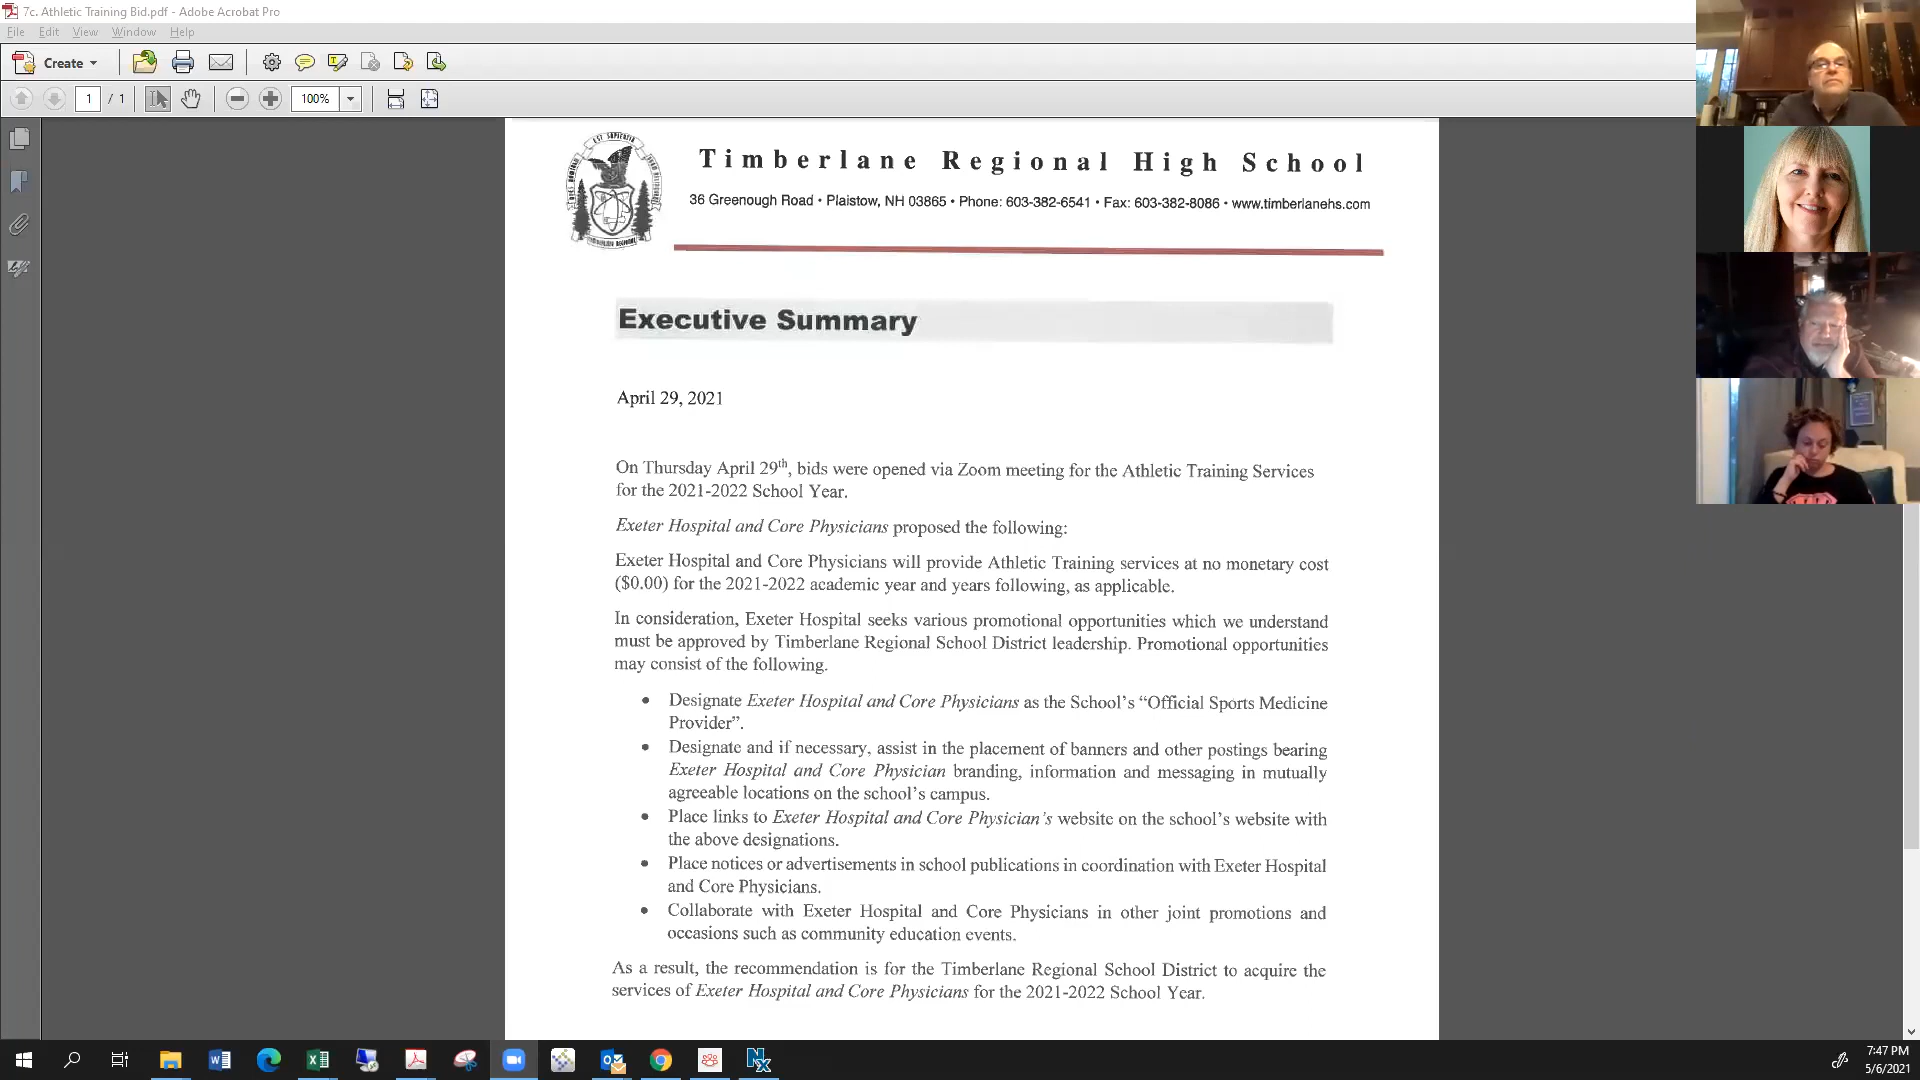 7c. Athletic Training Bid.pdf - Adobe Acrobat Pro
File Edit View Window Help
Create
1 / 1 100%
EST SAPIENTIA
TIMBERLANE REGIONAL
Timberlane Regional High School
36 Greenough Road • Plaistow, NH 03865 • Phone: 603-382-6541 • Fax: 603-382-8086 • www.timberlanehs.com
Executive Summary
April 29, 2021
On Thursday April 29th, bids were opened via Zoom meeting for the Athletic Training Services
for the 2021-2022 School Year.
Exeter Hospital and Core Physicians proposed the following:
Exeter Hospital and Core Physicians will provide Athletic Training services at no monetary cost
($0.00) for the 2021-2022 academic year and years following, as applicable.
In consideration, Exeter Hospital seeks various promotional opportunities which we understand
must be approved by Timberlane Regional School District leadership. Promotional opportunities
may consist of the following.
• Designate Exeter Hospital and Core Physicians as the School's “Official Sports Medicine
Provider”.
• Designate and if necessary, assist in the placement of banners and other postings bearing
Exeter Hospital and Core Physician branding, information and messaging in mutually
agreeable locations on the school's campus.
• Place links to Exeter Hospital and Core Physician's website on the school's website with
the above designations.
• Place notices or advertisements in school publications in coordination with Exeter Hospital
and Core Physicians.
• Collaborate with Exeter Hospital and Core Physicians in other joint promotions and
occasions such as community education events.
As a result, the recommendation is for the Timberlane Regional School District to acquire the
services of Exeter Hospital and Core Physicians for the 2021-2022 School Year.
7:47 PM
5/6/2021